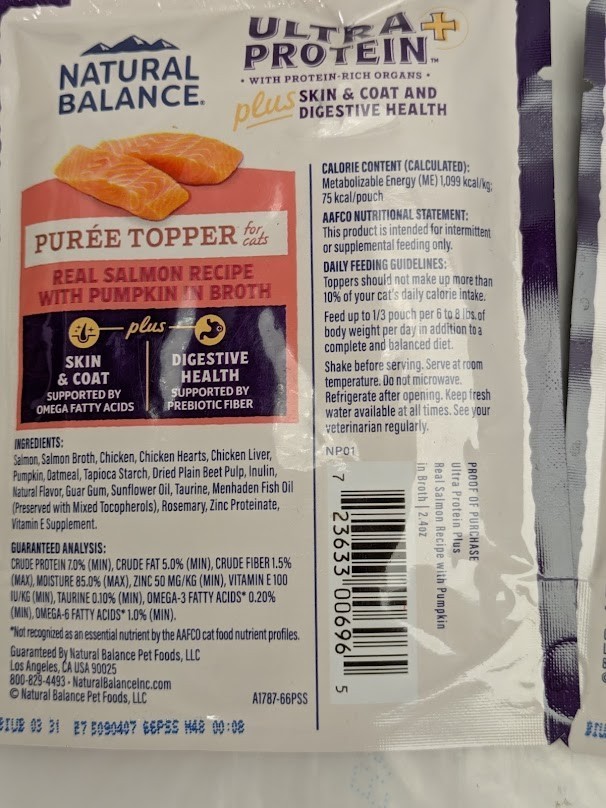 NATURAL
BALANCE®
ULTRA+
PROTEIN™
• WITH PROTEIN-RICH ORGANS •
plus SKIN & COAT AND
DIGESTIVE HEALTH
PURÉE TOPPER for cats
REAL SALMON RECIPE
WITH PUMPKIN IN BROTH
plus
SKIN
& COAT
SUPPORTED BY
OMEGA FATTY ACIDS
DIGESTIVE
HEALTH
SUPPORTED BY
PREBIOTIC FIBER
CALORIE CONTENT (CALCULATED):
Metabolizable Energy (ME) 1,099 kcal/kg;
75 kcal/pouch
AAFCO NUTRITIONAL STATEMENT:
This product is intended for intermittent
or supplemental feeding only.
DAILY FEEDING GUIDELINES:
Toppers should not make up more than
10% of your cat's daily calorie intake.
Feed up to 1/3 pouch per 6 to 8 lbs. of
body weight per day in addition to a
complete and balanced diet.
Shake before serving. Serve at room
temperature. Do not microwave.
Refrigerate after opening. Keep fresh
water available at all times. See your
veterinarian regularly.
NP01
INGREDIENTS:
Salmon, Salmon Broth, Chicken, Chicken Hearts, Chicken Liver,
Pumpkin, Oatmeal, Tapioca Starch, Dried Plain Beet Pulp, Inulin,
Natural Flavor, Guar Gum, Sunflower Oil, Taurine, Menhaden Fish Oil
(Preserved with Mixed Tocopherols), Rosemary, Zinc Proteinate,
Vitamin E Supplement.
GUARANTEED ANALYSIS:
CRUDE PROTEIN 7.0% (MIN), CRUDE FAT 5.0% (MIN), CRUDE FIBER 1.5%
(MAX), MOISTURE 85.0% (MAX), ZINC 50 MG/KG (MIN), VITAMIN E 100
IU/KG (MIN), TAURINE 0.10% (MIN), OMEGA-3 FATTY ACIDS* 0.20%
(MIN), OMEGA-6 FATTY ACIDS* 1.0% (MIN).
*Not recognized as an essential nutrient by the AAFCO cat food nutrient profiles.
Guaranteed By Natural Balance Pet Foods, LLC
Los Angeles, CA USA 90025
800-829-4493 • NaturalBalanceInc.com
© Natural Balance Pet Foods, LLC
A1787-66PSS
7 23633 00696 5
PROOF OF PURCHASE
Ultra Protein Plus
Real Salmon Recipe with Pumpkin
in Broth | 2.4oz
03 31 27 5090407 66PSS M48 00:08